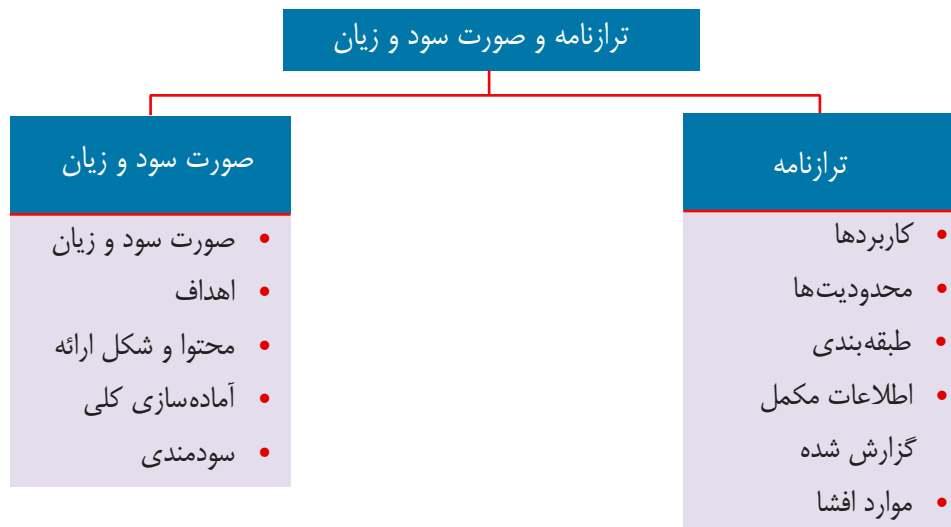 ترازنامه و صورت سود و زیان
ترازنامه
• کاربردها
• محدودیت‌ها
• طبقه‌بندی
• اطلاعات مکمل
گزارش شده
• موارد افشا
صورت سود و زیان
• صورت سود و زیان
• اهداف
• محتوا و شکل ارائه
• آماده‌سازی کلی
• سودمندی